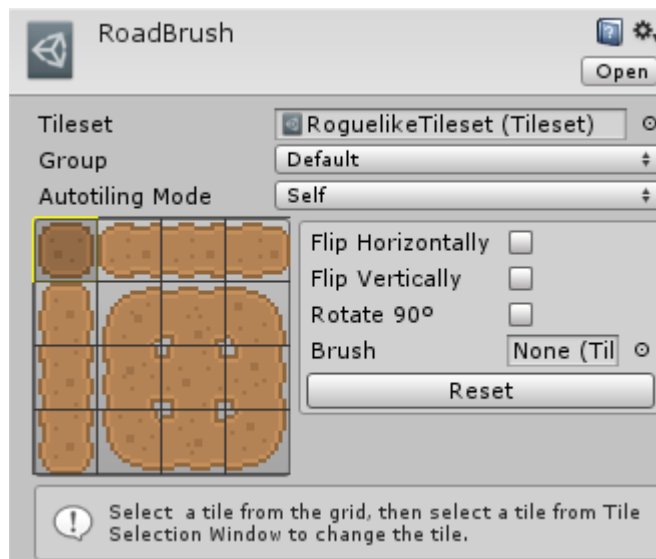 RoadBrush
Open
Tileset
RoguelikeTileset (Tileset)
Group
Default
Autotiling Mode
Self
Flip Horizontally
Flip Vertically
Rotate 90º
Brush
None (Til
Reset
Select a tile from the grid, then select a tile from Tile
Selection Window to change the tile.